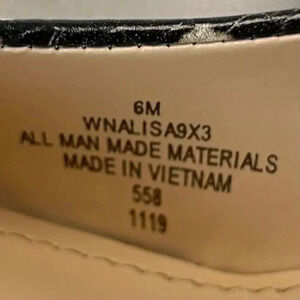 6M
WNALISA9X3
ALL MAN MADE MATERIALS
MADE IN VIETNAM
558
1119